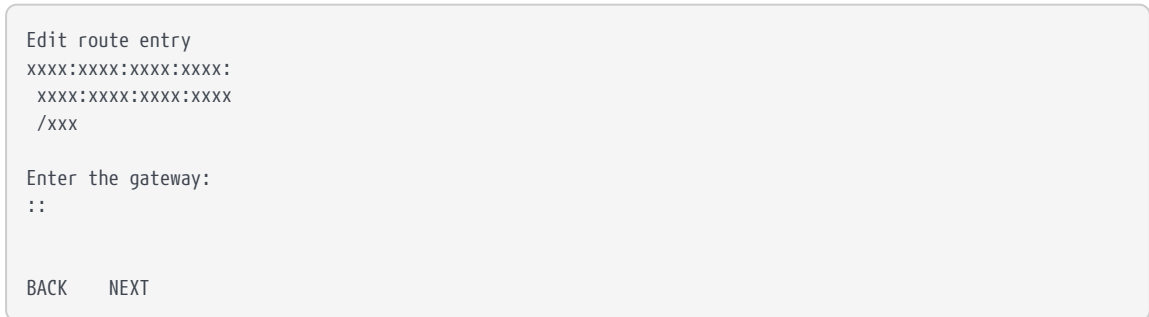 Edit route entry
xxxx:xxxx:xxxx:xxxx:
xxxx:xxxx:xxxx:xxxx
/xxx
Enter the gateway:
::
BACK    NEXT